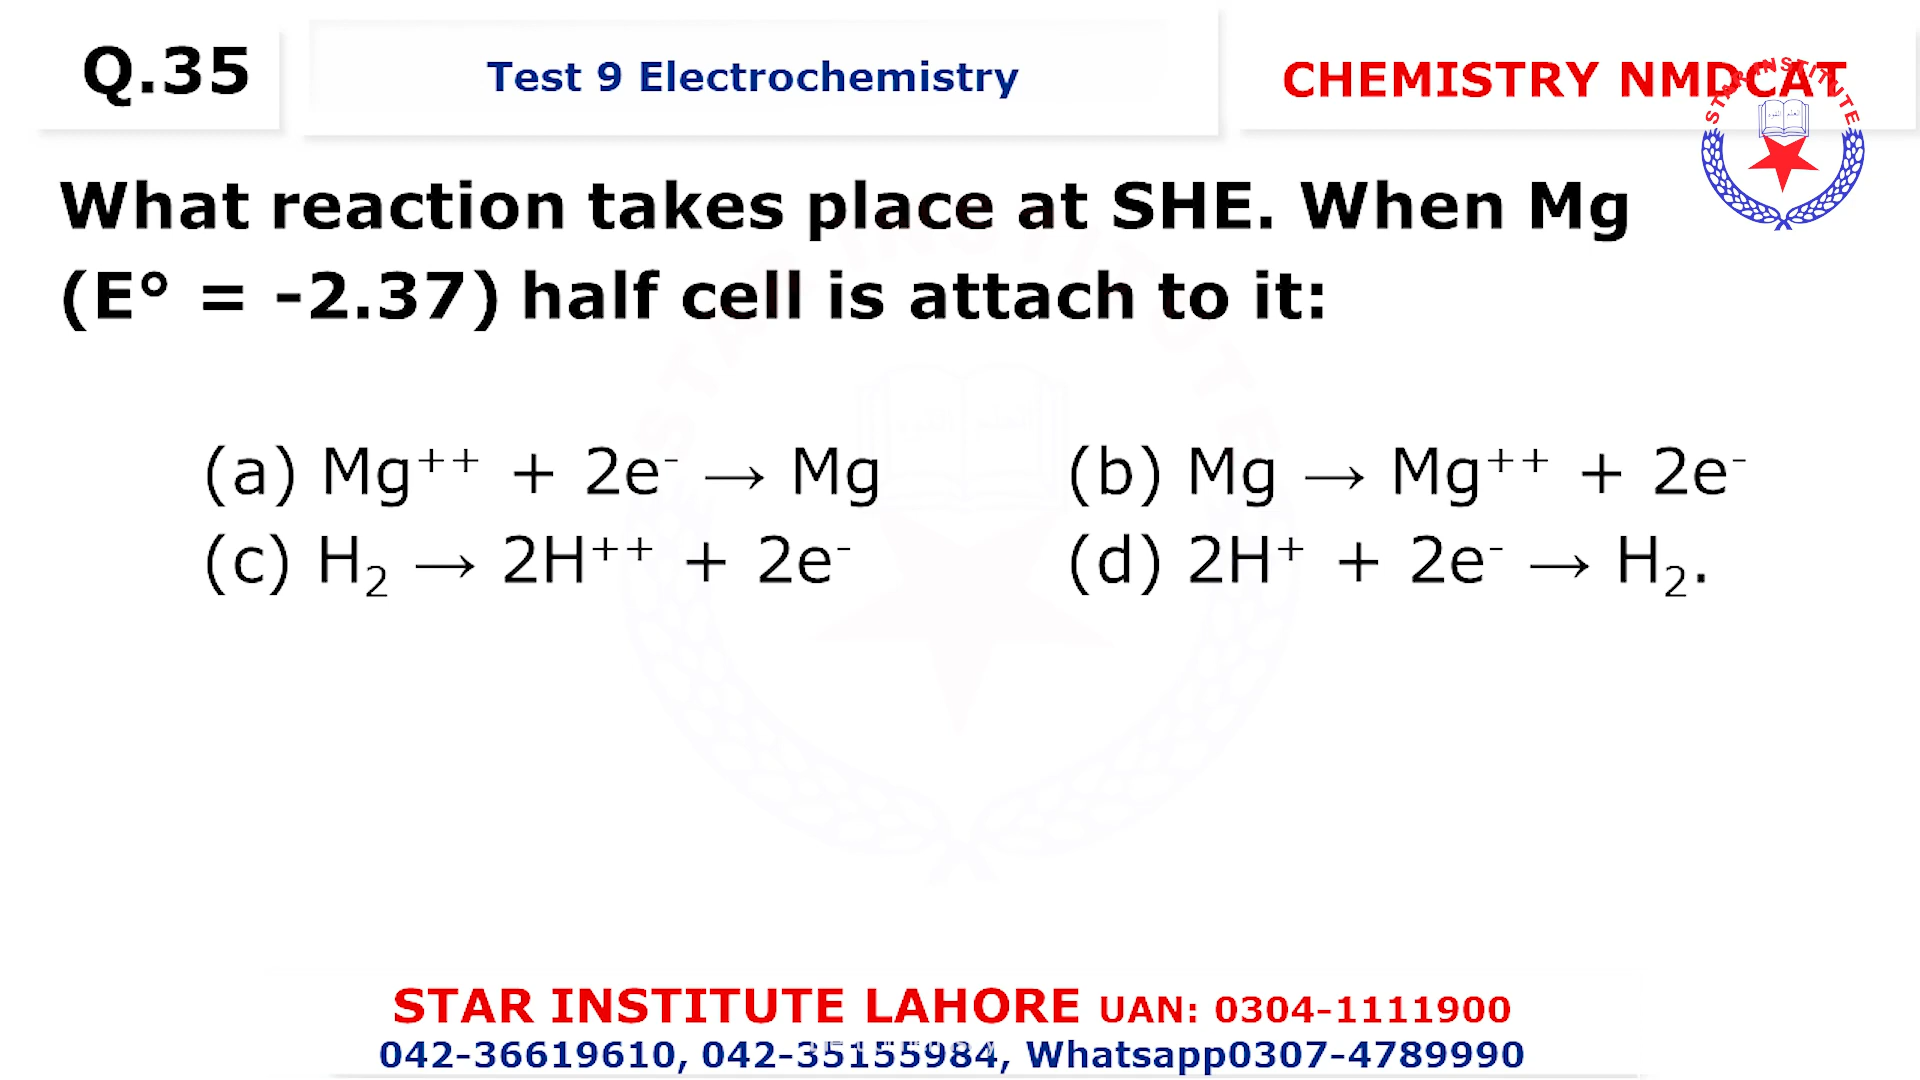 Q.35
Test 9 Electrochemistry
CHEMISTRY NMDCAT
STAR INSTITUTE
What reaction takes place at SHE. When Mg
(E° = -2.37) half cell is attach to it:
(a) Mg⁺⁺ + 2e⁻ → Mg
(b) Mg → Mg⁺⁺ + 2e⁻
(c) H₂ → 2H⁺⁺ + 2e⁻
(d) 2H⁺ + 2e⁻ → H₂.
STAR INSTITUTE LAHORE UAN: 0304-1111900
042-36619610, 042-35155984, Whatsapp0307-4789990